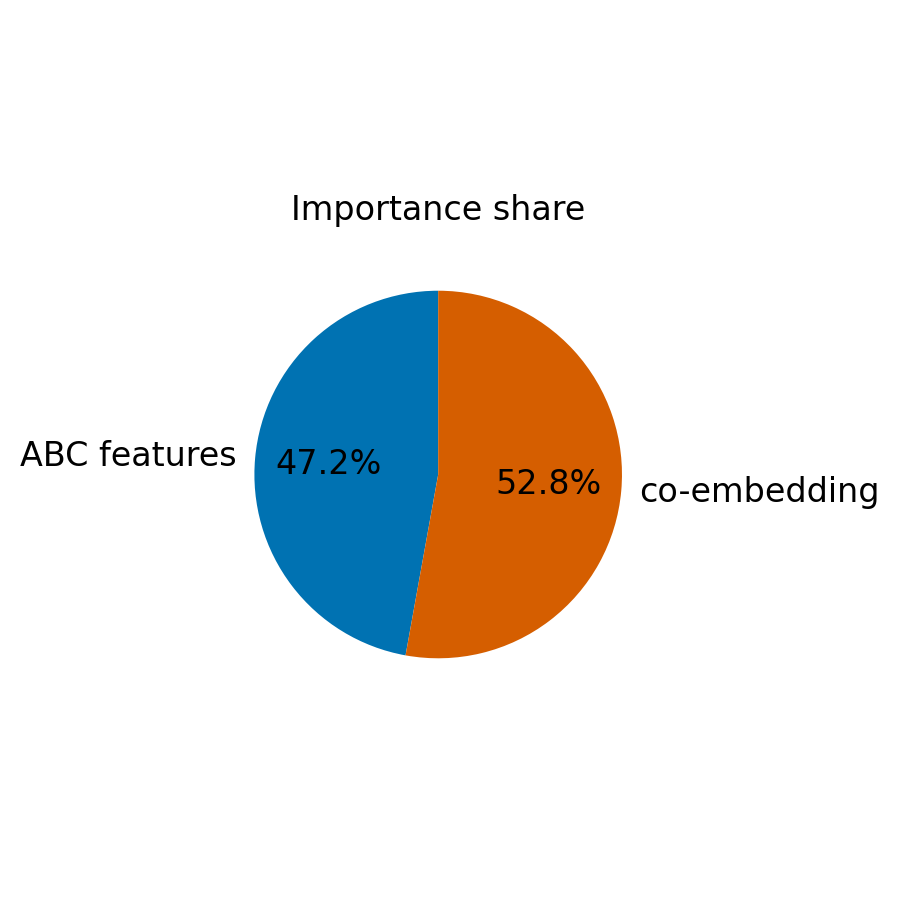 Importance share
ABC features
47.2%
52.8%
co-embedding